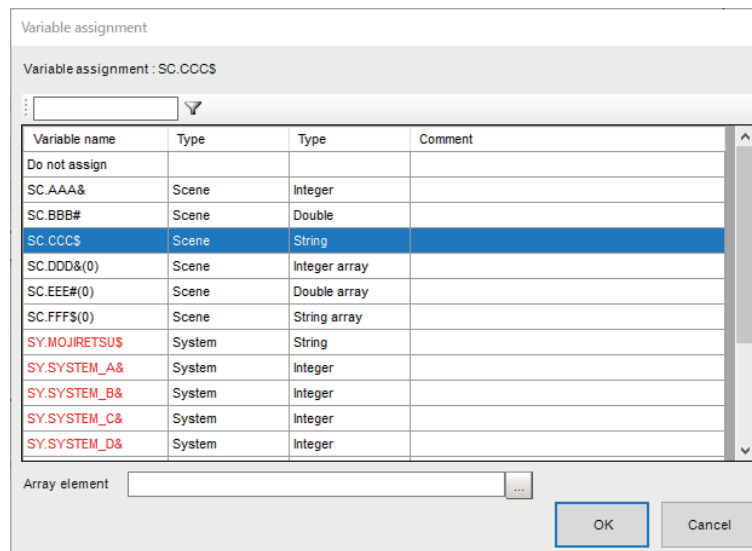 Variable assignment
Variable assignment : SC.CCC$
Variable name Type Type Comment
Do not assign
SC.AAA& Scene Integer
SC.BBB# Scene Double
SC.CCC$ Scene String
SC.DDD&(0) Scene Integer array
SC.EEE#(0) Scene Double array
SC.FFF$(0) Scene String array
SY.MOJIRETSU$ System String
SY.SYSTEM_A& System Integer
SY.SYSTEM_B& System Integer
SY.SYSTEM_C& System Integer
SY.SYSTEM_D& System Integer
Array element ...
OK Cancel